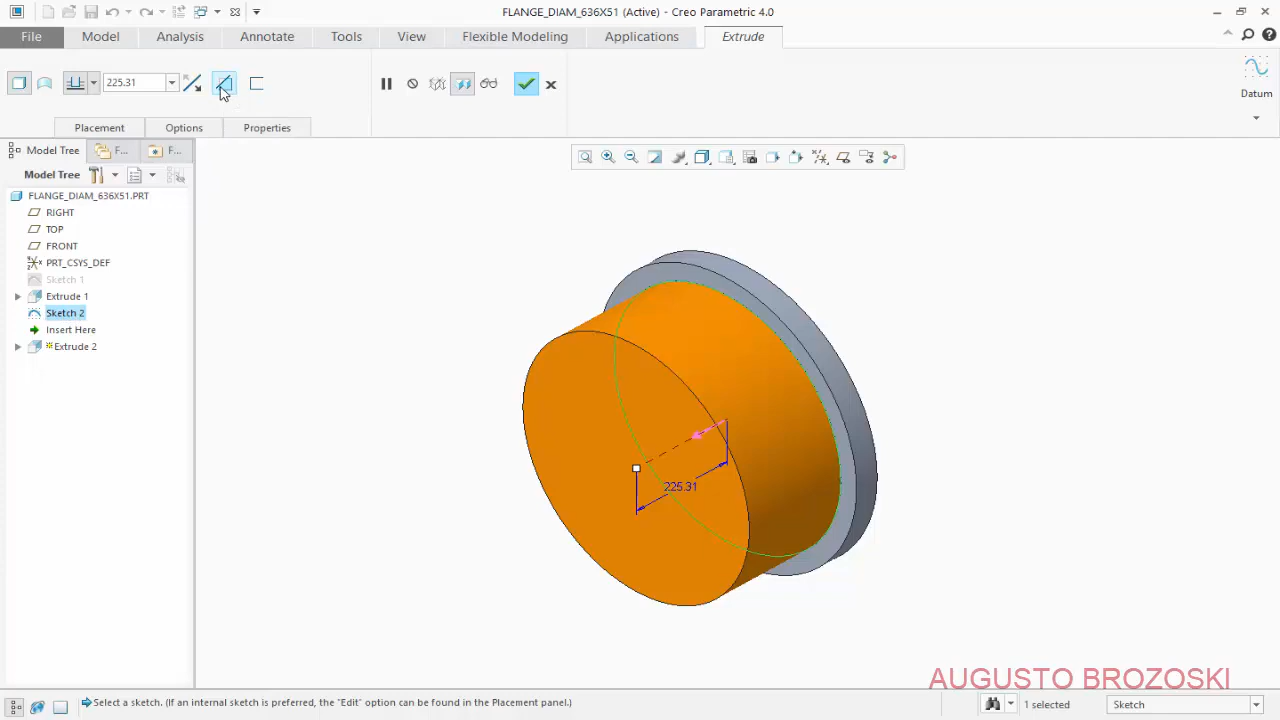 FLANGE_DIAM_636X51 (Active) - Creo Parametric 4.0
File Model Analysis Annotate Tools View Flexible Modeling Applications Extrude
225.31
Datum
Placement Options Properties
Model Tree F... F...
Model Tree
FLANGE_DIAM_636X51.PRT
RIGHT
TOP
FRONT
PRT_CSYS_DEF
Sketch 1
Extrude 1
Sketch 2
Insert Here
Extrude 2
225.31
AUGUSTO BROZOSKI
Select a sketch. (If an internal sketch is preferred, the "Edit" option can be found in the Placement panel.)
1 selected
Sketch